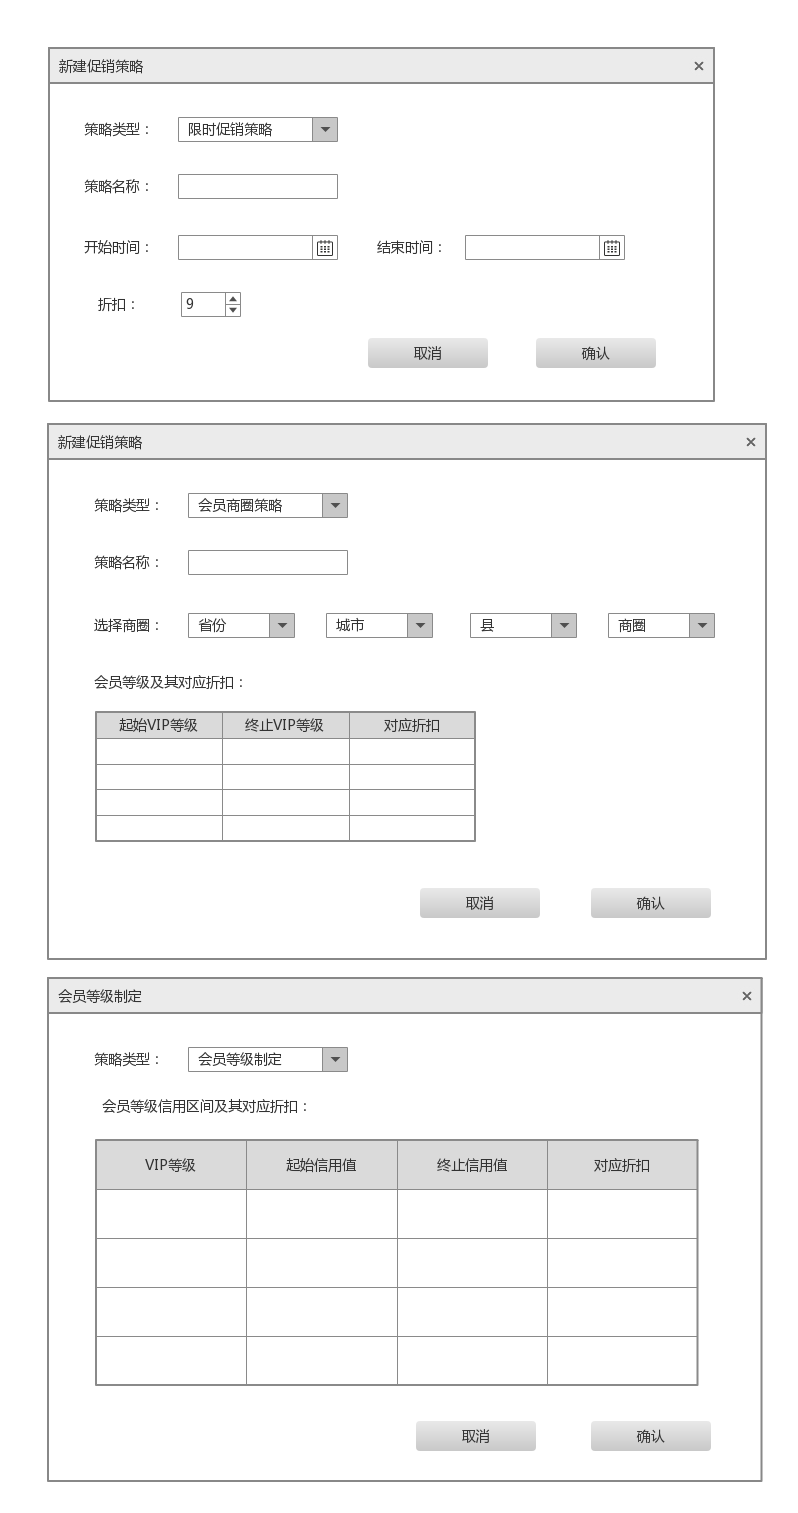 新建促销策略
策略类型： 限时促销策略
策略名称：
开始时间： 结束时间：
折扣： 9
取消 确认
新建促销策略
策略类型： 会员商圈策略
策略名称：
选择商圈： 省份 城市 县 商圈
会员等级及其对应折扣：
起始VIP等级 终止VIP等级 对应折扣
取消 确认
会员等级制定
策略类型： 会员等级制定
会员等级信用区间及其对应折扣：
VIP等级 起始信用值 终止信用值 对应折扣
取消 确认